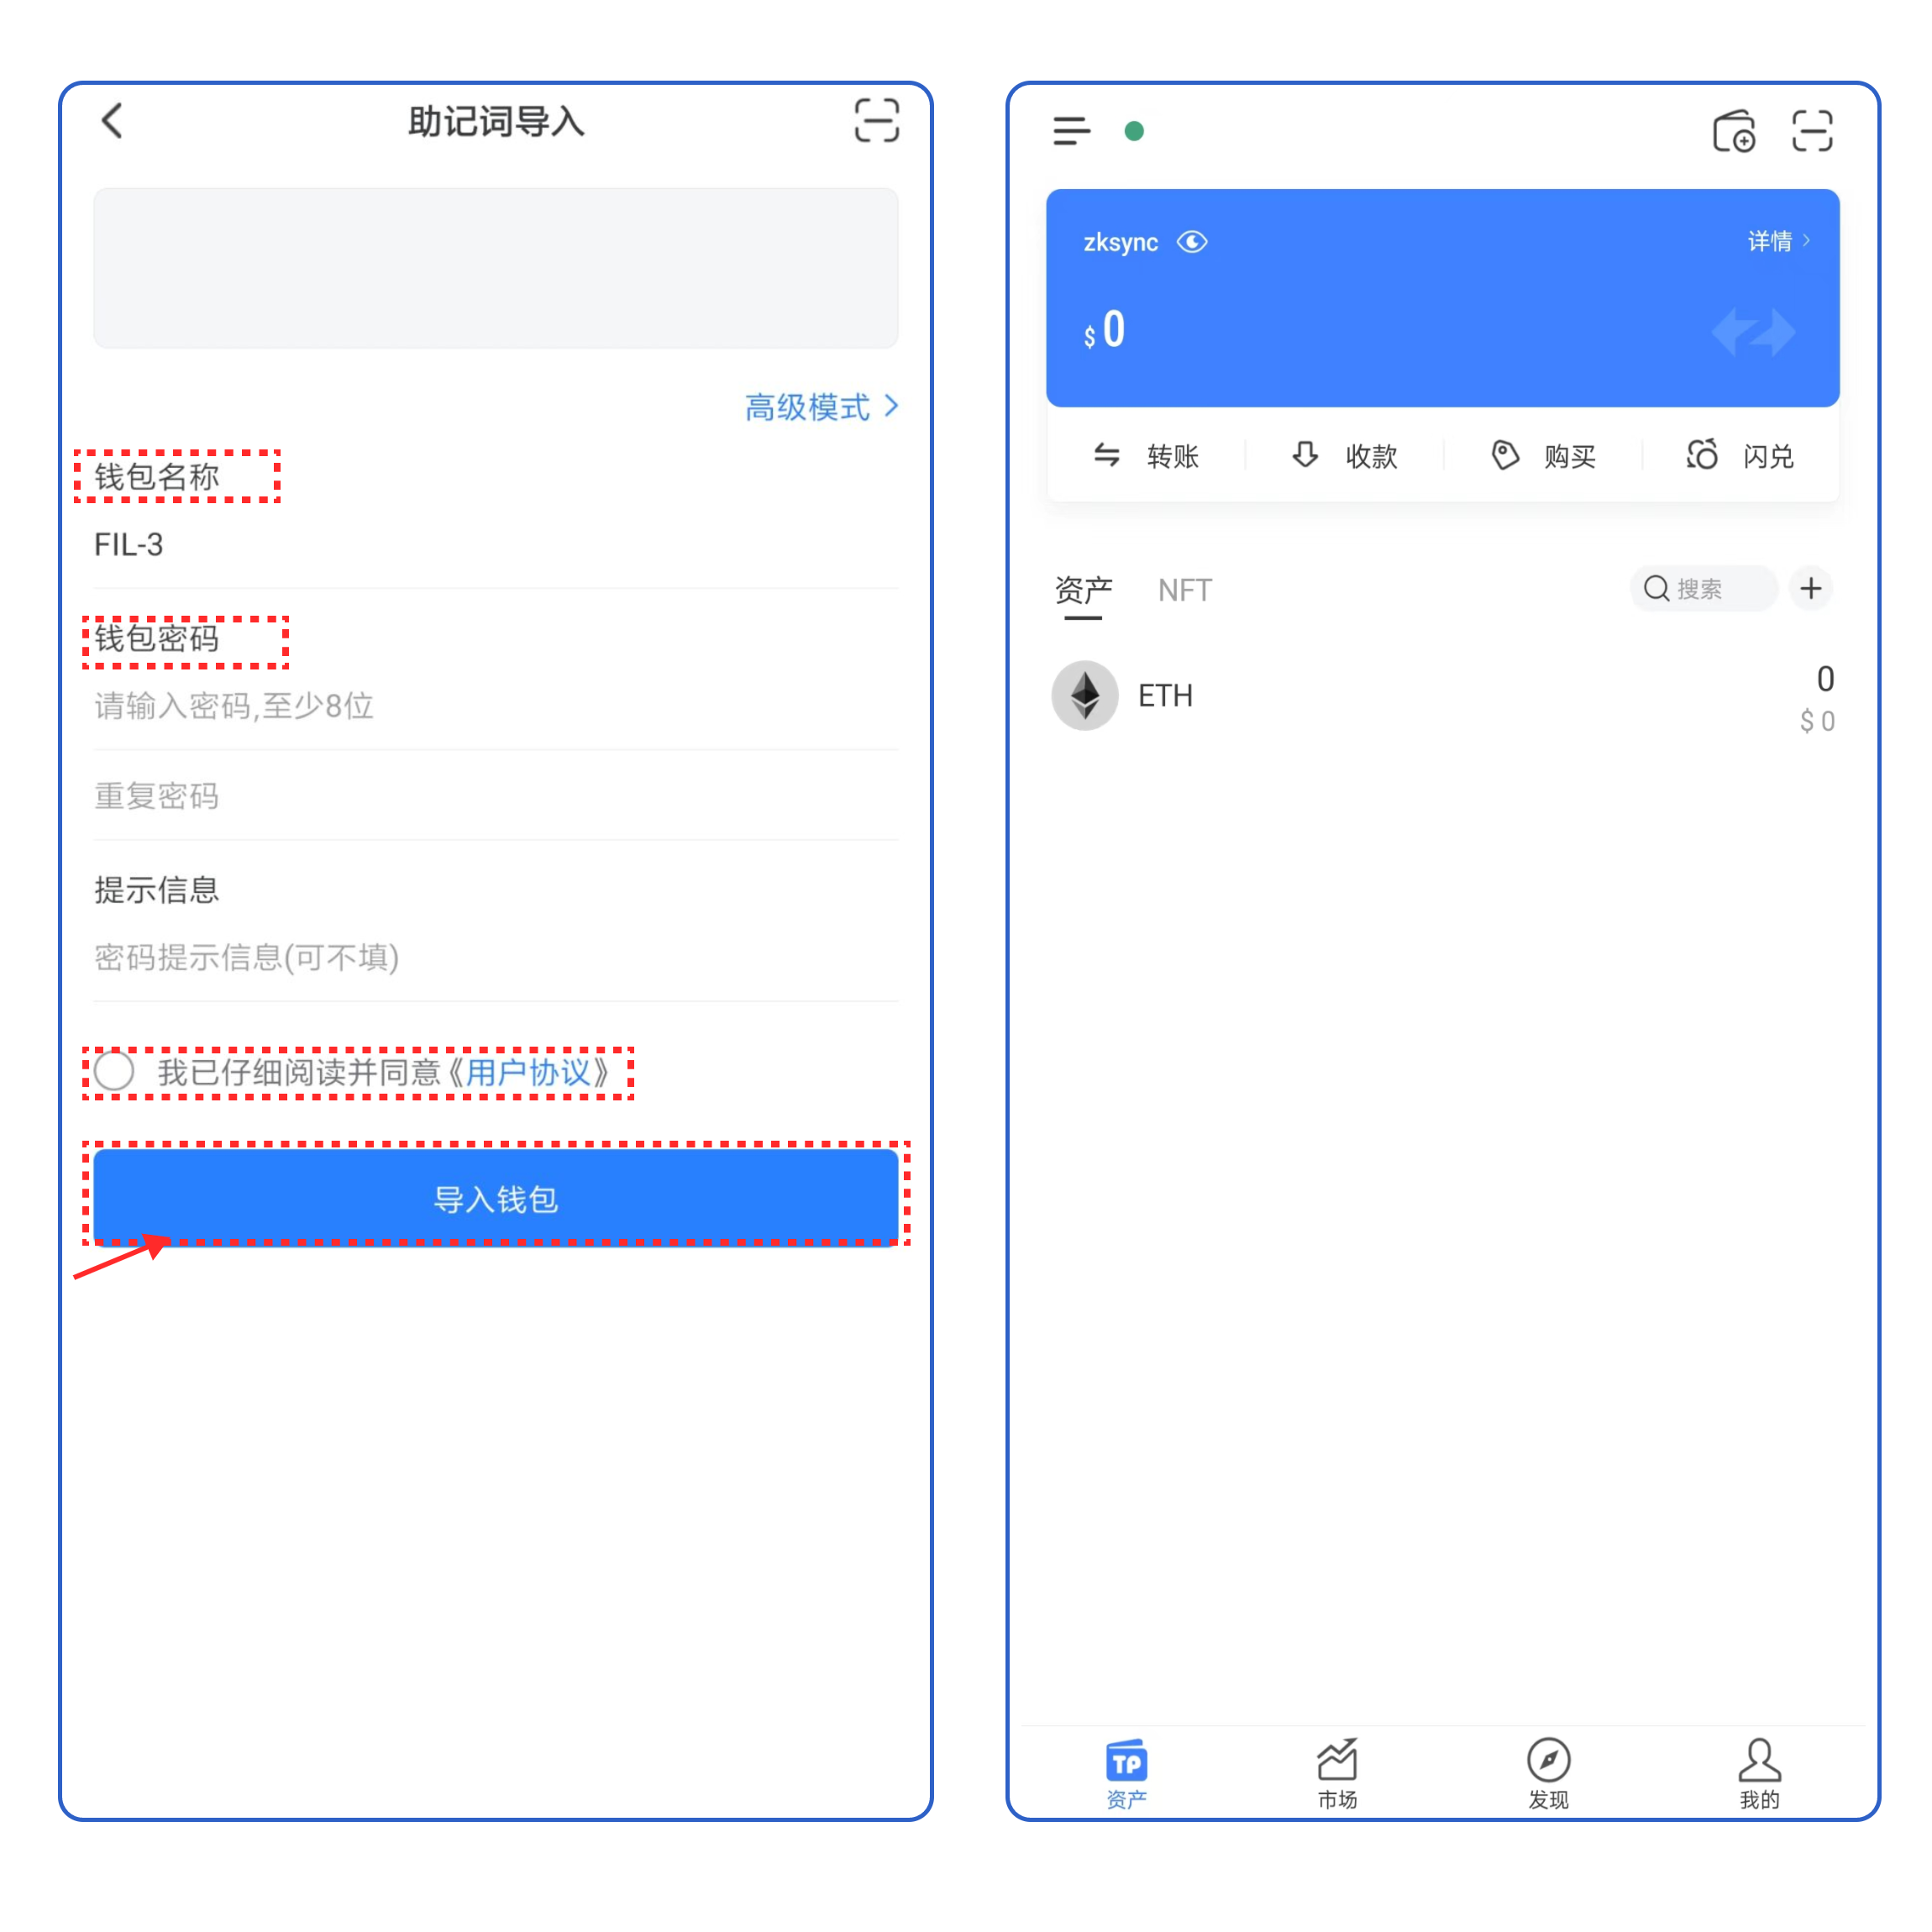 助记词导入
高级模式
钱包名称
FIL-3
钱包密码
请输入密码,至少8位
重复密码
提示信息
密码提示信息(可不填)
我已仔细阅读并同意《用户协议》
导入钱包
zksync
详情
$ 0
转账 收款 购买 闪兑
资产 NFT 搜索
ETH
0
$ 0
TP
资产 市场 发现 我的